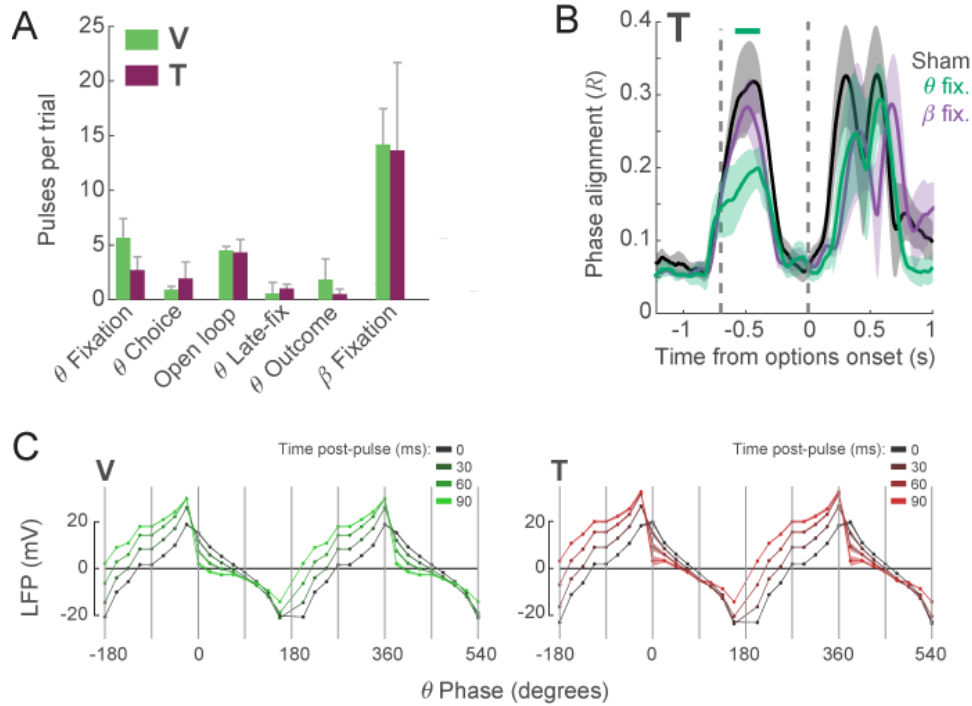 A
25
20
15
10
5
0
Pulses per trial
V
T
θ Fixation
θ Choice
Open loop
θ Late-fix
θ Outcome
β Fixation
B
T
0.4
0.3
0.2
0.1
0
Phase alignment (R)
Sham
θ fix.
β fix.
-1
-0.5
0
0.5
1
Time from options onset (s)
C
V
Time post-pulse (ms):
0
30
60
90
20
0
-20
LFP (mV)
-180
0
180
360
540
T
Time post-pulse (ms):
0
30
60
90
20
0
-20
-180
0
180
360
540
θ Phase (degrees)